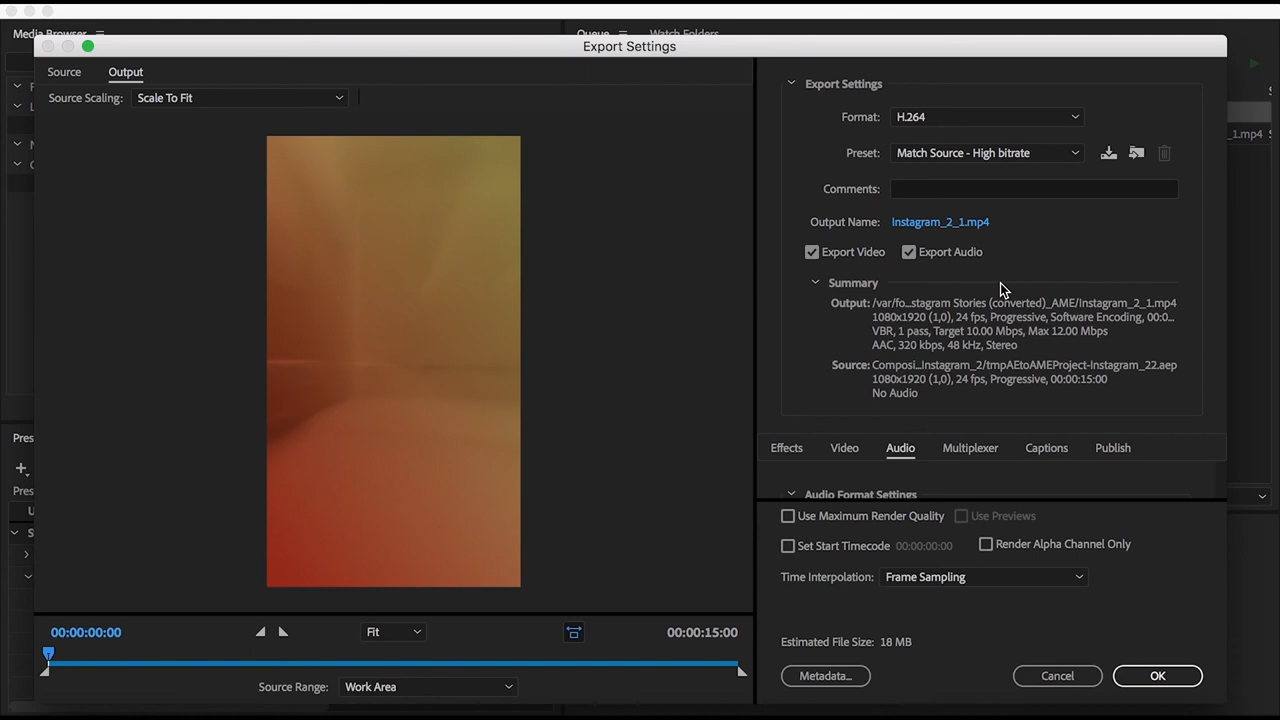 Media Browser
Queue
Watch Folders
Export Settings
Source
Output
Source Scaling:
Scale To Fit
Export Settings
Format:
H.264
Preset:
Match Source - High bitrate
_1.mp4
Comments:
Output Name:
Instagram_2_1.mp4
Export Video
Export Audio
Summary
Output: /var/fo...stagram Stories (converted)_AME/Instagram_2_1.mp4
1080x1920 (1,0), 24 fps, Progressive, Software Encoding, 00:0...
VBR, 1 pass, Target 10.00 Mbps, Max 12.00 Mbps
AAC, 320 kbps, 48 kHz, Stereo
Source: Composi...Instagram_2/tmpAEtoAMEProject-Instagram_22.aep
1080x1920 (1,0), 24 fps, Progressive, 00:00:15:00
No Audio
Effects
Video
Audio
Multiplexer
Captions
Publish
Pres
Pres
Audio Format Settings
Use Maximum Render Quality
Use Previews
Set Start Timecode 00:00:00:00
Render Alpha Channel Only
Time Interpolation:
Frame Sampling
00:00:00:00
Fit
00:00:15:00
Estimated File Size: 18 MB
Source Range:
Work Area
Metadata...
Cancel
OK